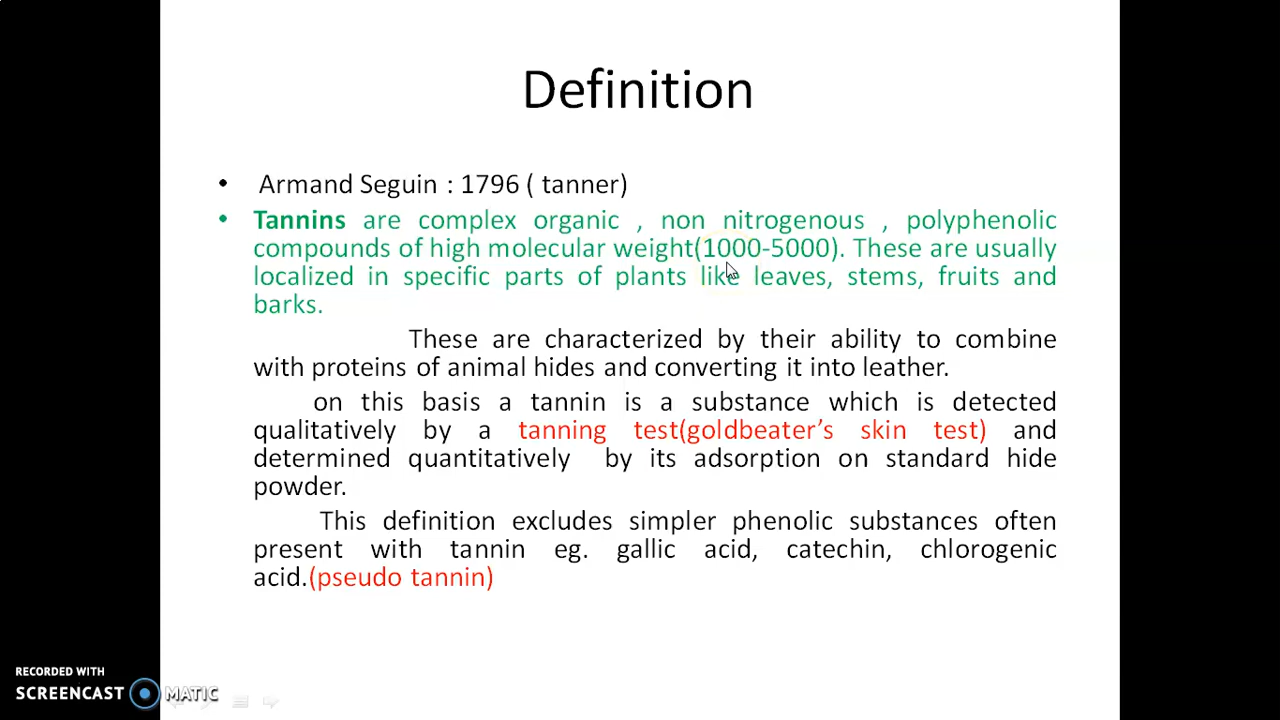 Definition
• Armand Seguin : 1796 ( tanner)
• Tannins are complex organic , non nitrogenous , polyphenolic
compounds of high molecular weight(1000-5000). These are usually
localized in specific parts of plants like leaves, stems, fruits and
barks.
These are characterized by their ability to combine
with proteins of animal hides and converting it into leather.
on this basis a tannin is a substance which is detected
qualitatively by a tanning test(goldbeater’s skin test) and
determined quantitatively by its adsorption on standard hide
powder.
This definition excludes simpler phenolic substances often
present with tannin eg. gallic acid, catechin, chlorogenic
acid.(pseudo tannin)
RECORDED WITH
SCREENCAST MATIC